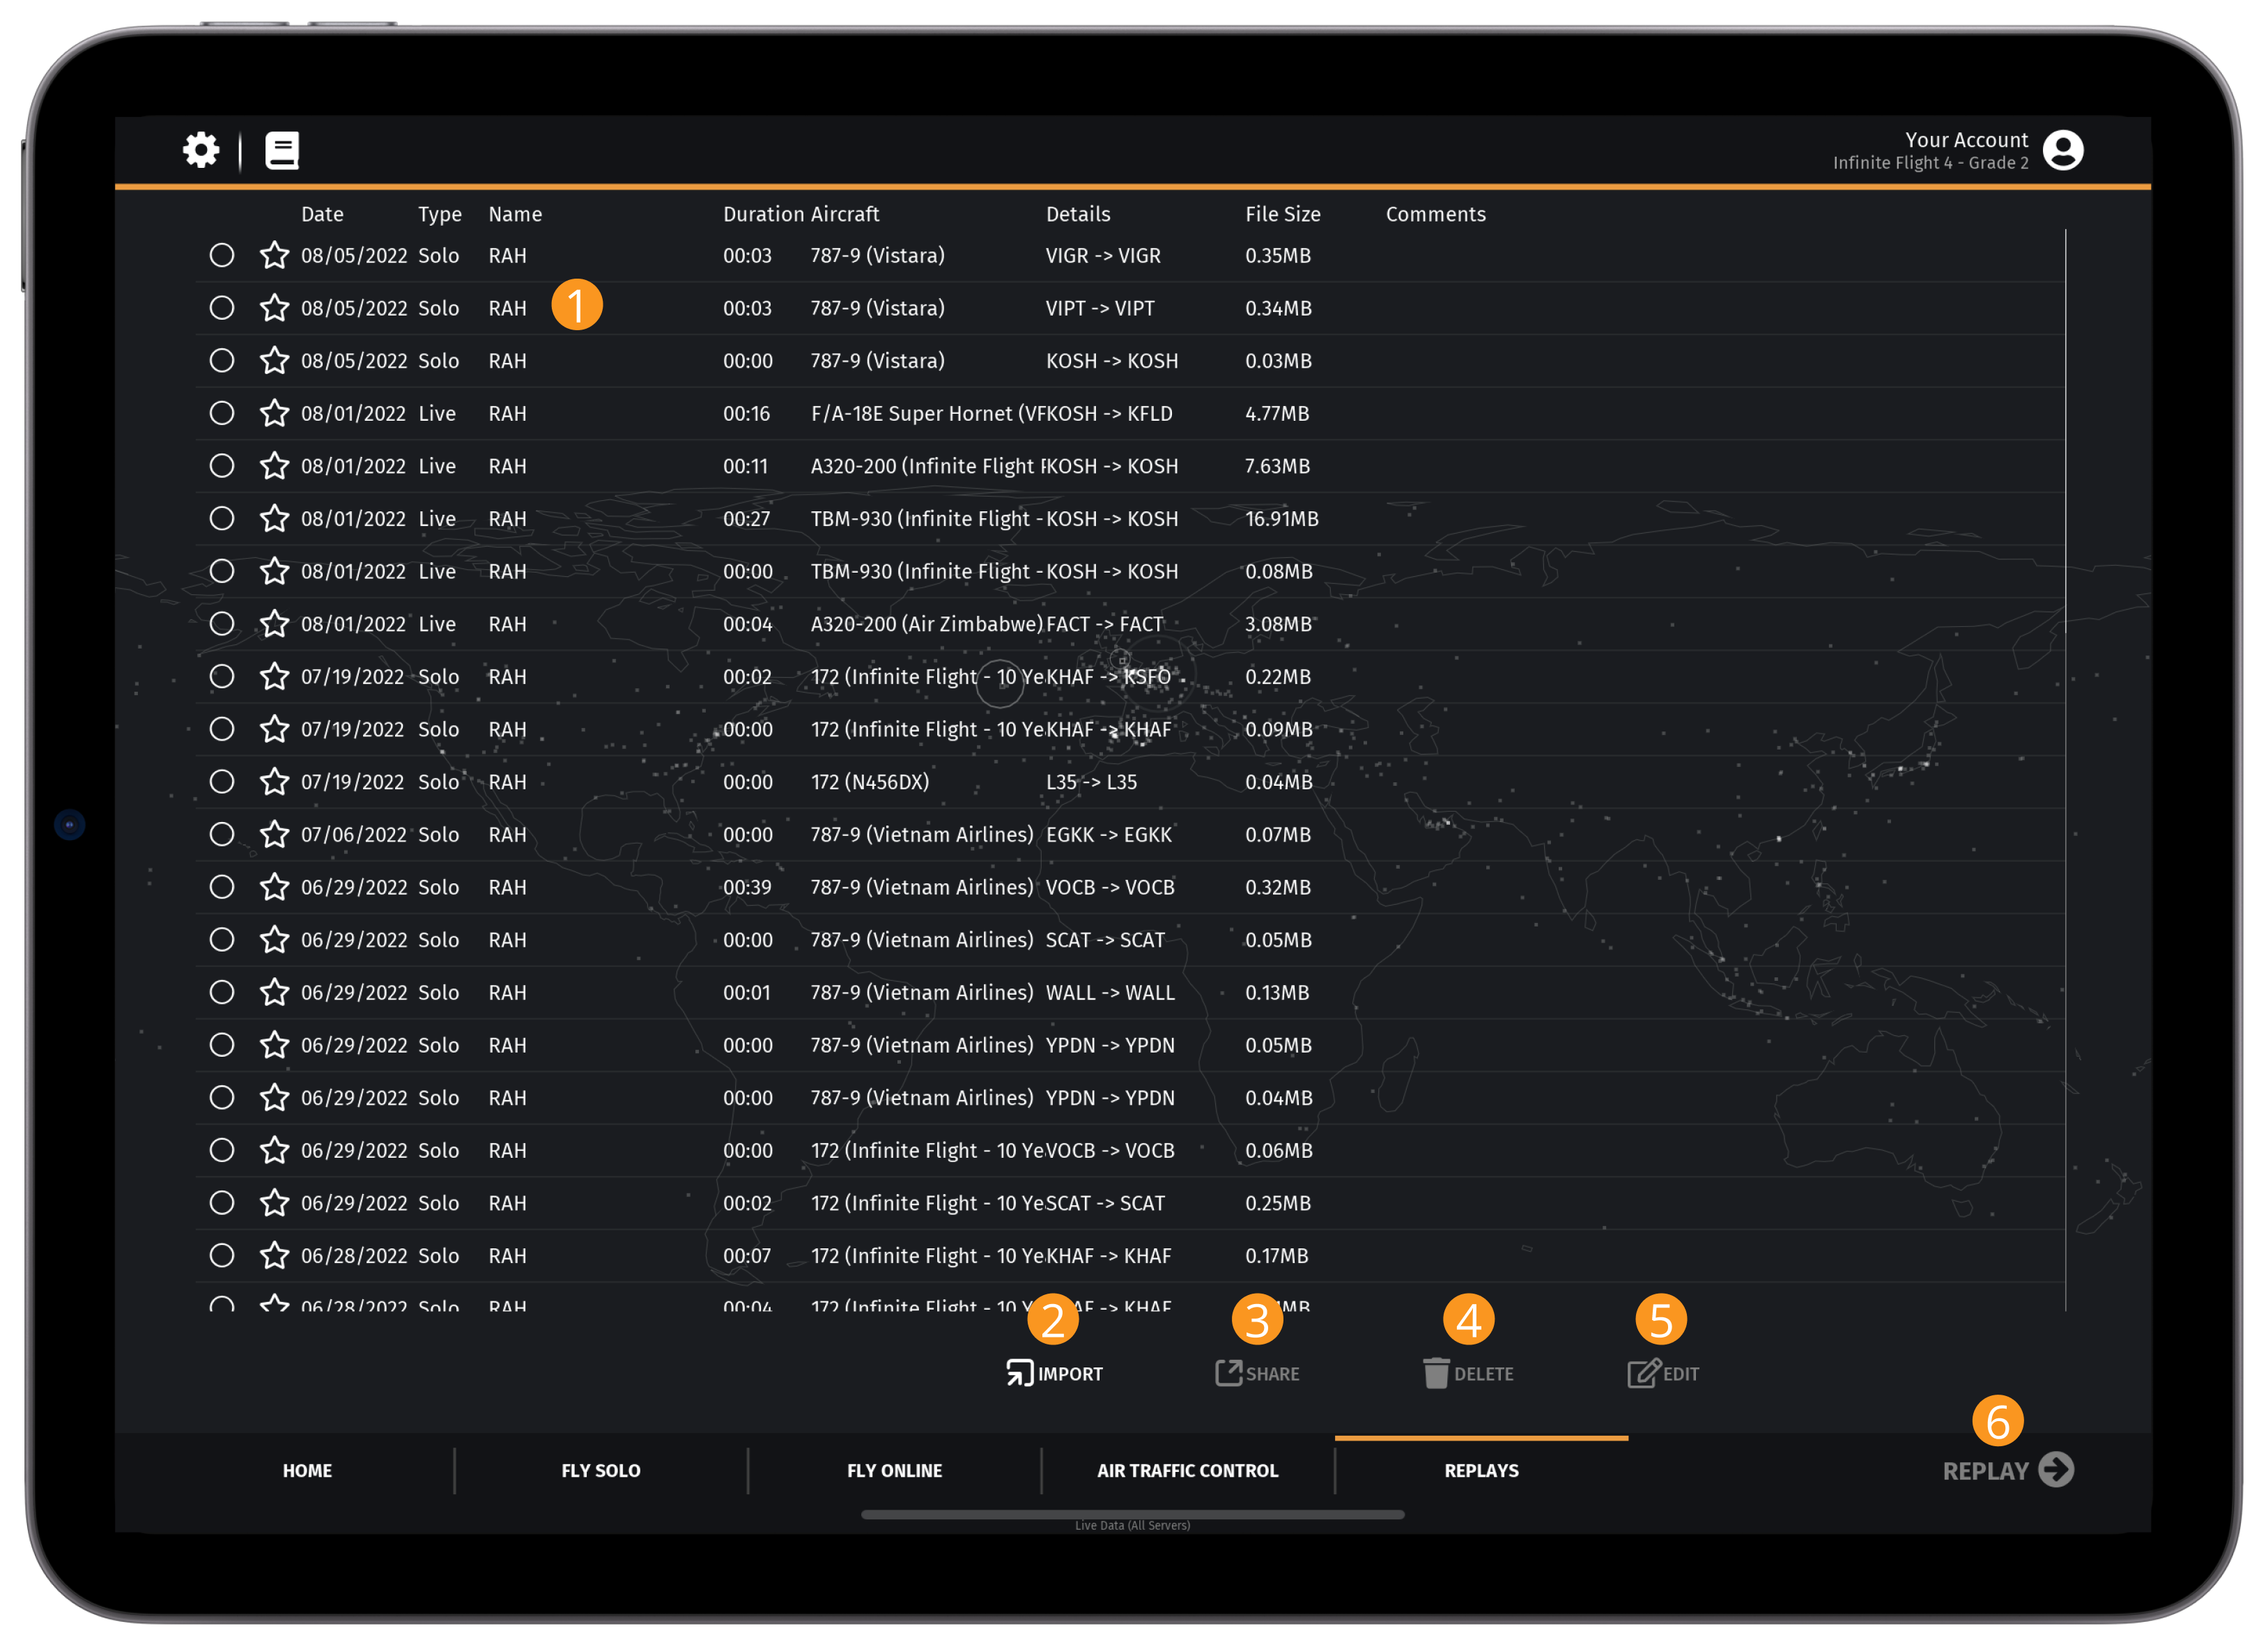 Your Account
Infinite Flight 4 - Grade 2
Date Type Name Duration Aircraft Details File Size Comments
08/05/2022 Solo RAH 00:03 787-9 (Vistara) VIGR -> VIGR 0.35MB
1
08/05/2022 Solo RAH 00:03 787-9 (Vistara) VIPT -> VIPT 0.34MB
08/05/2022 Solo RAH 00:00 787-9 (Vistara) KOSH -> KOSH 0.03MB
08/01/2022 Live RAH 00:16 F/A-18E Super Hornet (VF KOSH -> KFLD 4.77MB
08/01/2022 Live RAH 00:11 A320-200 (Infinite Flight KOSH -> KOSH 7.63MB
08/01/2022 Live RAH 00:27 TBM-930 (Infinite Flight - KOSH -> KOSH 16.91MB
08/01/2022 Live RAH 00:00 TBM-930 (Infinite Flight - KOSH -> KOSH 0.08MB
08/01/2022 Live RAH 00:04 A320-200 (Air Zimbabwe) FACT -> FACT 3.08MB
07/19/2022 Solo RAH 00:02 172 (Infinite Flight - 10 Ye KHAF -> KSFO 0.22MB
07/19/2022 Solo RAH 00:00 172 (Infinite Flight - 10 Ye KHAF -> KHAF 0.09MB
07/19/2022 Solo RAH 00:00 172 (N456DX) L35 -> L35 0.04MB
07/06/2022 Solo RAH 00:00 787-9 (Vietnam Airlines) EGKK -> EGKK 0.07MB
06/29/2022 Solo RAH 00:39 787-9 (Vietnam Airlines) VOCB -> VOCB 0.32MB
06/29/2022 Solo RAH 00:00 787-9 (Vietnam Airlines) SCAT -> SCAT 0.05MB
06/29/2022 Solo RAH 00:01 787-9 (Vietnam Airlines) WALL -> WALL 0.13MB
06/29/2022 Solo RAH 00:00 787-9 (Vietnam Airlines) YPDN -> YPDN 0.05MB
06/29/2022 Solo RAH 00:00 787-9 (Vietnam Airlines) YPDN -> YPDN 0.04MB
06/29/2022 Solo RAH 00:00 172 (Infinite Flight - 10 Ye VOCB -> VOCB 0.06MB
06/29/2022 Solo RAH 00:02 172 (Infinite Flight - 10 Ye SCAT -> SCAT 0.25MB
06/28/2022 Solo RAH 00:07 172 (Infinite Flight - 10 Ye KHAF -> KHAF 0.17MB
06/28/2022 Solo RAH 00:04 172 (Infinite Flight - 10 -> KHAF
2 3 4 5
IMPORT SHARE DELETE EDIT
6
HOME FLY SOLO FLY ONLINE AIR TRAFFIC CONTROL REPLAYS REPLAY
Live Data (All Servers)